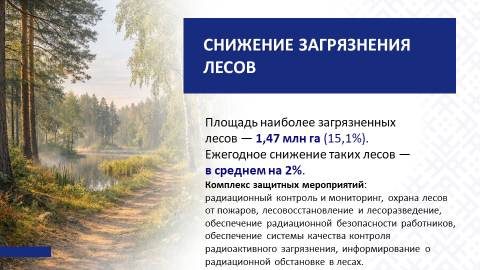 СНИЖЕНИЕ ЗАГРЯЗНЕНИЯ
ЛЕСОВ
Площадь наиболее загрязненных
лесов — 1,47 млн га (15,1%).
Ежегодное снижение таких лесов —
в среднем на 2%.
Комплекс защитных мероприятий:
радиационный контроль и мониторинг, охрана лесов
от пожаров, лесовосстановление и лесоразведение,
обеспечение радиационной безопасности работников,
обеспечение системы качества контроля
радиоактивного загрязнения, информирование о
радиационной обстановке в лесах.